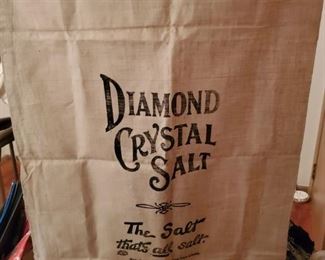 DIAMOND
CRYSTAL
SALT
The Salt
that's all salt.